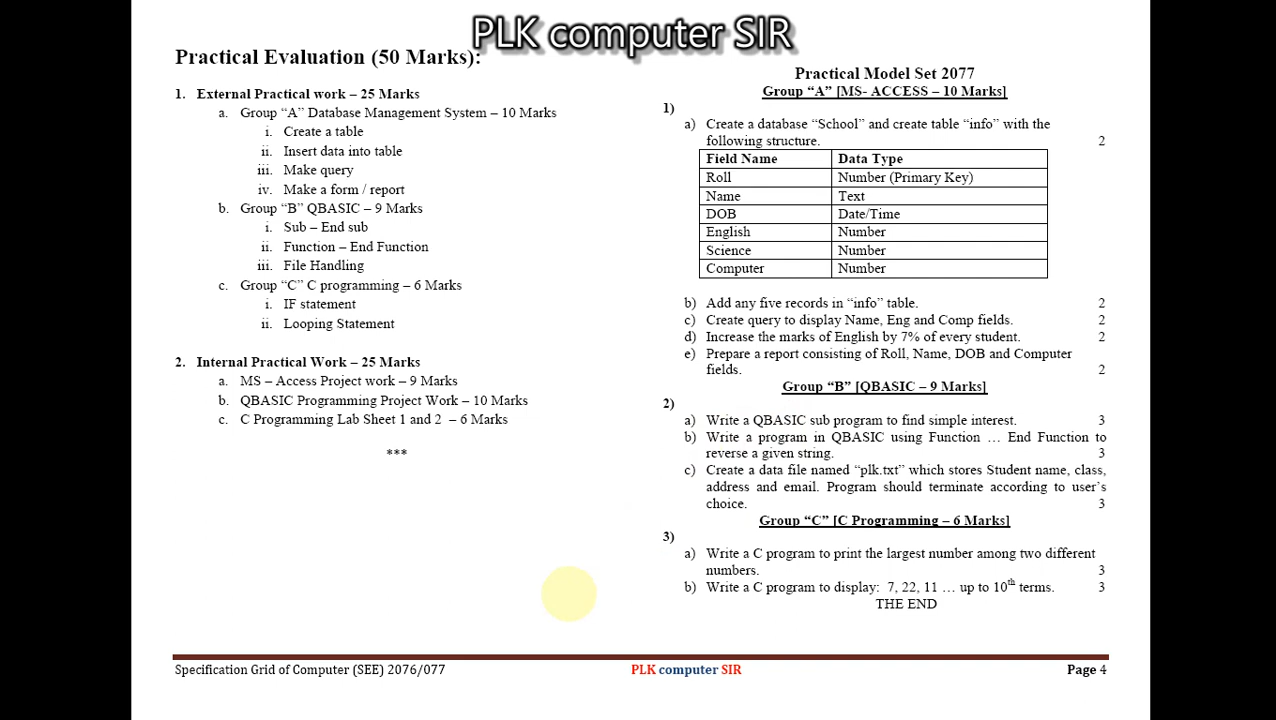 PLK computer SIR
Practical Evaluation (50 Marks):
1. External Practical work – 25 Marks
a. Group “A” Database Management System – 10 Marks
i. Create a table
ii. Insert data into table
iii. Make query
iv. Make a form / report
b. Group “B” QBASIC – 9 Marks
i. Sub – End sub
ii. Function – End Function
iii. File Handling
c. Group “C” C programming – 6 Marks
i. IF statement
ii. Looping Statement
2. Internal Practical Work – 25 Marks
a. MS – Access Project work – 9 Marks
b. QBASIC Programming Project Work – 10 Marks
c. C Programming Lab Sheet 1 and 2 – 6 Marks
***
Practical Model Set 2077
Group “A” [MS- ACCESS – 10 Marks]
1)
a) Create a database “School” and create table “info” with the
following structure. 2
Field Name Data Type
Roll Number (Primary Key)
Name Text
DOB Date/Time
English Number
Science Number
Computer Number
b) Add any five records in “info” table. 2
c) Create query to display Name, Eng and Comp fields. 2
d) Increase the marks of English by 7% of every student. 2
e) Prepare a report consisting of Roll, Name, DOB and Computer
fields. 2
Group “B” [QBASIC – 9 Marks]
2)
a) Write a QBASIC sub program to find simple interest. 3
b) Write a program in QBASIC using Function … End Function to
reverse a given string. 3
c) Create a data file named “plk.txt” which stores Student name, class,
address and email. Program should terminate according to user’s
choice. 3
Group “C” [C Programming – 6 Marks]
3)
a) Write a C program to print the largest number among two different
numbers. 3
b) Write a C program to display: 7, 22, 11 … up to 10th terms. 3
THE END
Specification Grid of Computer (SEE) 2076/077 PLK computer SIR Page 4